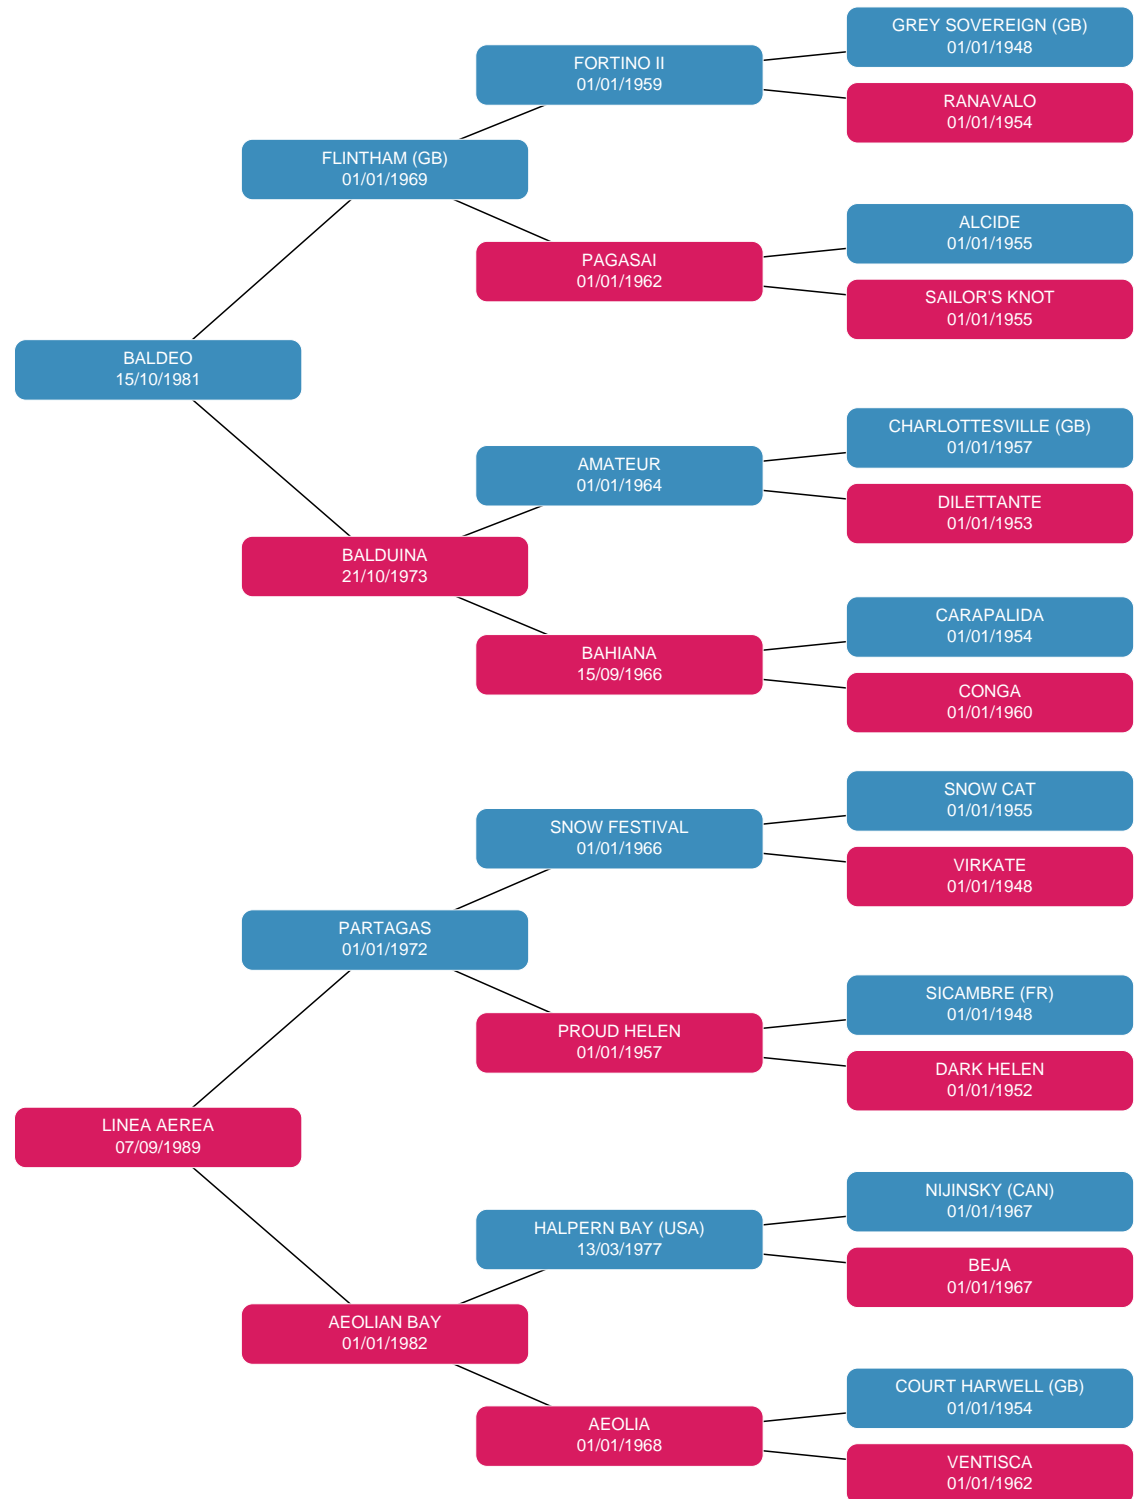 GREY SOVEREIGN (GB)
01/01/1948
FORTINO II
01/01/1959
RANAVALO
01/01/1954
FLINTHAM (GB)
01/01/1969
ALCIDE
01/01/1955
PAGASAI
01/01/1962
SAILOR'S KNOT
01/01/1955
BALDEO
15/10/1981
CHARLOTTESVILLE (GB)
01/01/1957
AMATEUR
01/01/1964
DILETTANTE
01/01/1953
BALDUINA
21/10/1973
CARAPALIDA
01/01/1954
BAHIANA
15/09/1966
CONGA
01/01/1960
SNOW CAT
01/01/1955
SNOW FESTIVAL
01/01/1966
VIRKATE
01/01/1948
PARTAGAS
01/01/1972
SICAMBRE (FR)
01/01/1948
PROUD HELEN
01/01/1957
DARK HELEN
01/01/1952
LINEA AEREA
07/09/1989
NIJINSKY (CAN)
01/01/1967
HALPERN BAY (USA)
13/03/1977
BEJA
01/01/1967
AEOLIAN BAY
01/01/1982
COURT HARWELL (GB)
01/01/1954
AEOLIA
01/01/1968
VENTISCA
01/01/1962